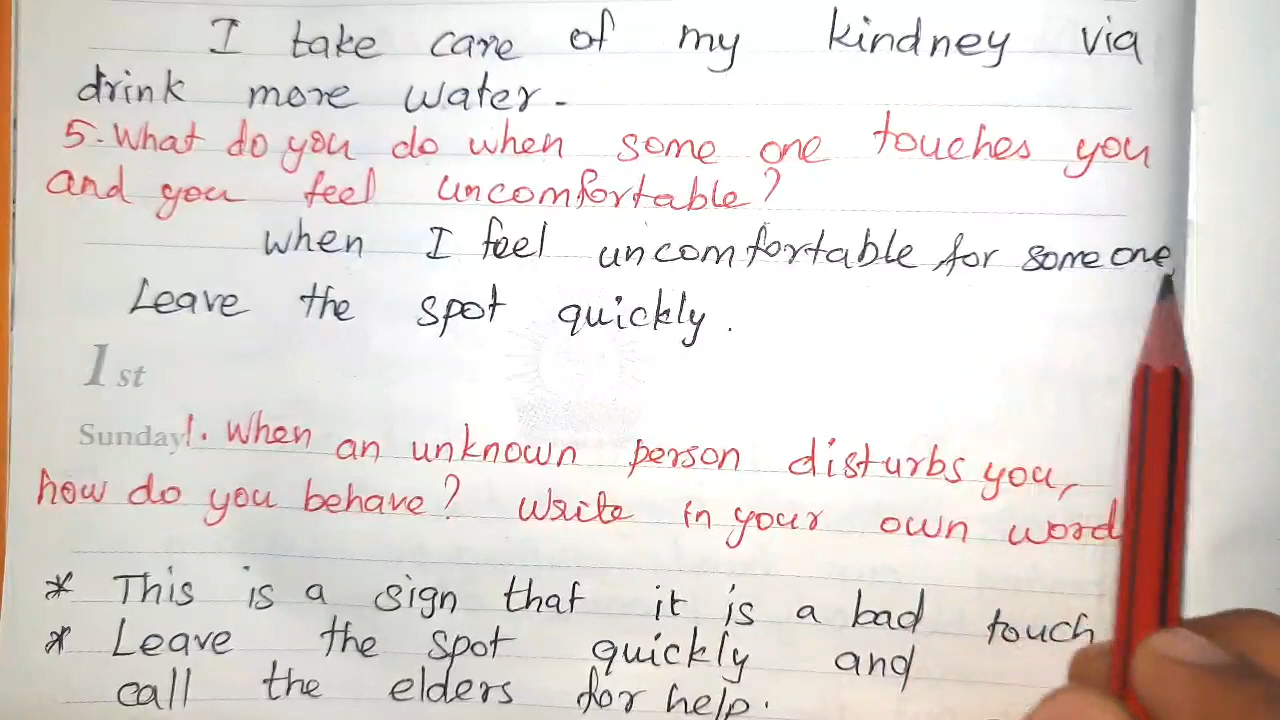 I take care of my kindney via
drink more water.
5. What do you do when some one touches you
and you feel uncomfortable?
when I feel uncomfortable for someone,
Leave the spot quickly.
1st
Sunday 1. When an unknown person disturbs you,
how do you behave? Write in your own word
* This is a sign that it is a bad touch
* Leave the spot quickly and
call the elders for help.